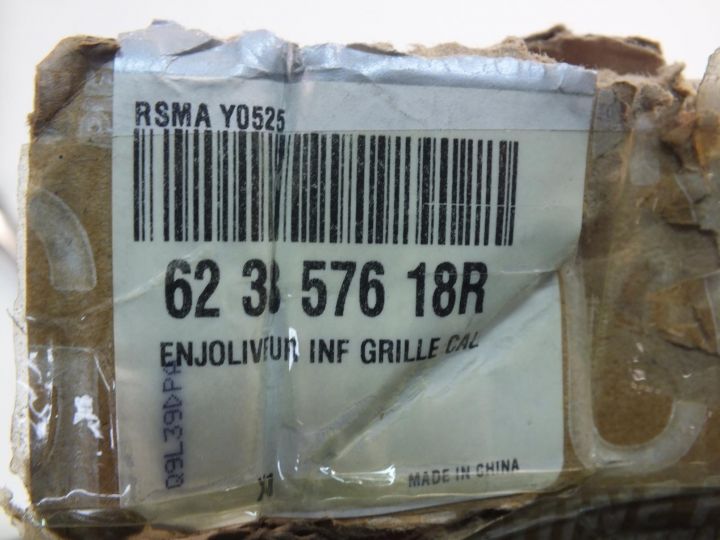 RSMA Y0525
62 38 576 18R
ENJOLIVEUR INF GRILLE CAL
MADE IN CHINA